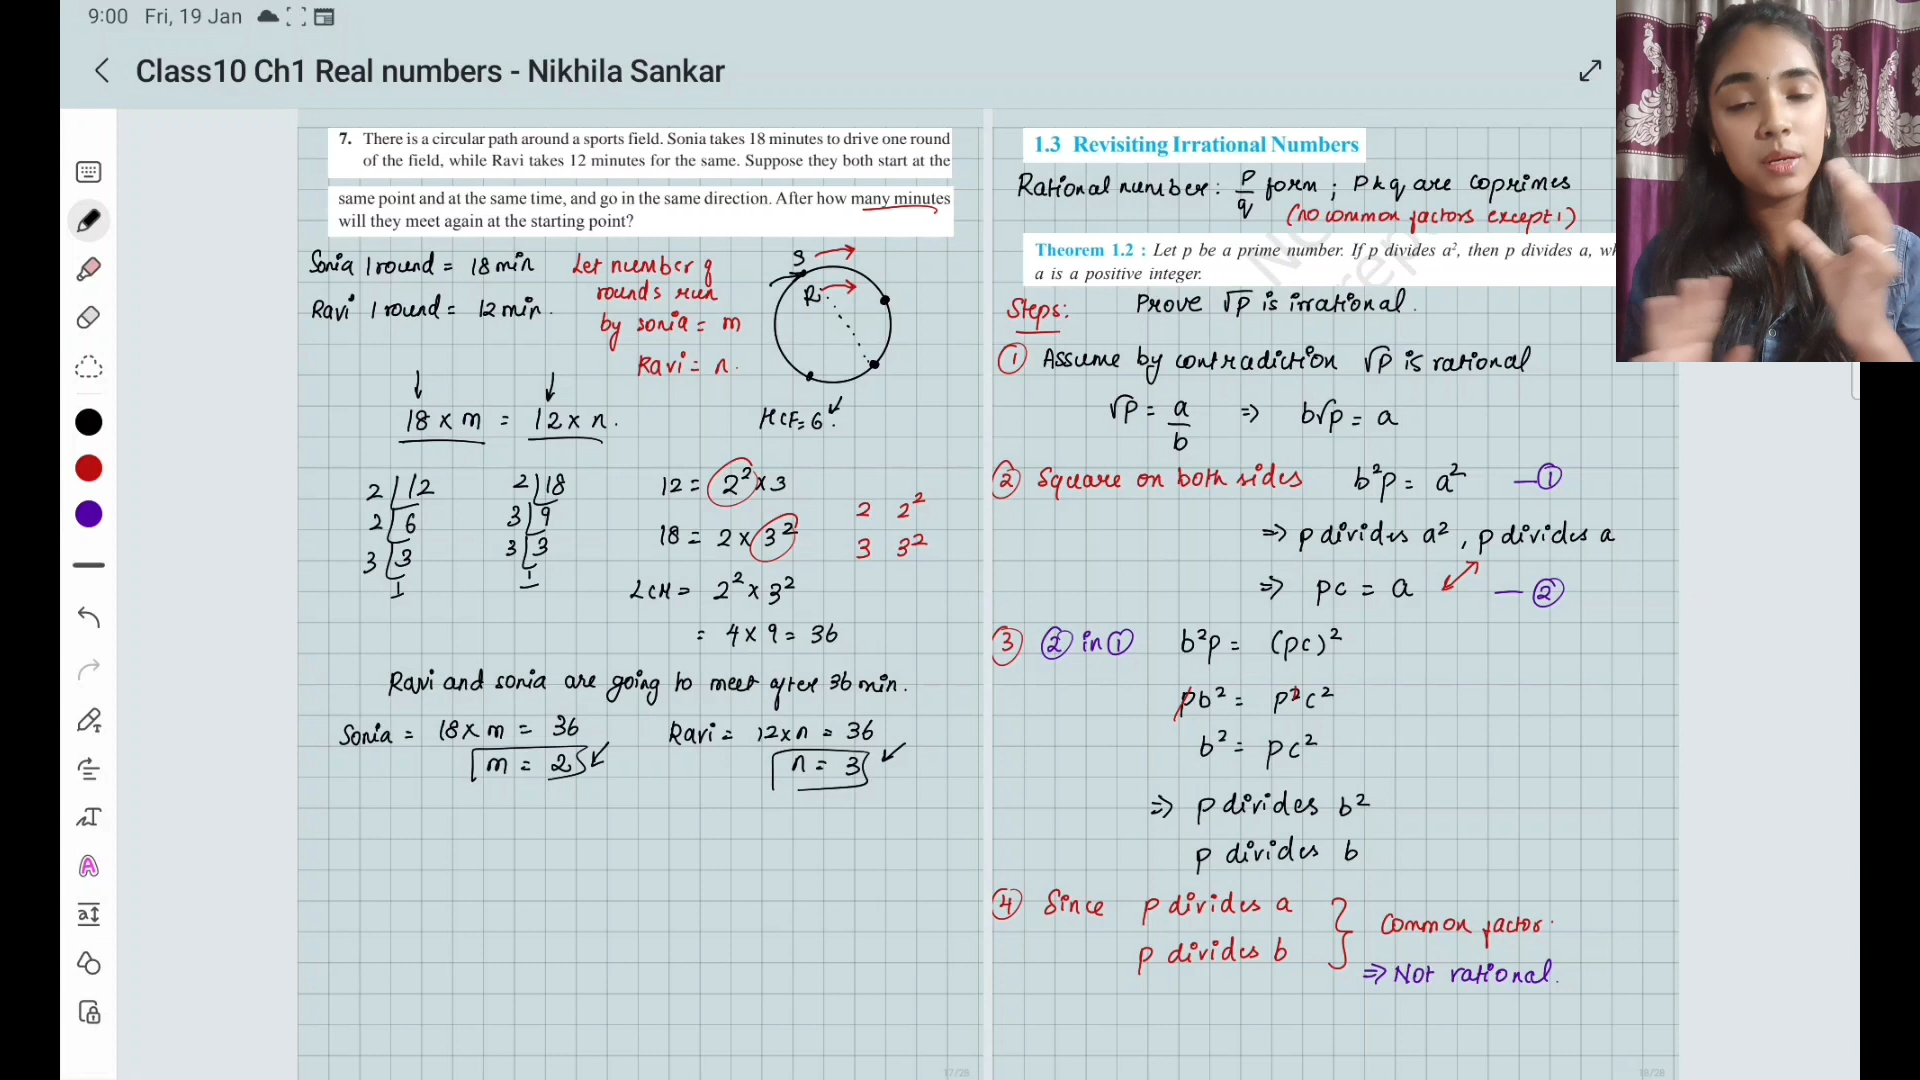 9:00 Fri, 19 Jan
Class10 Ch1 Real numbers - Nikhila Sankar
7. There is a circular path around a sports field. Sonia takes 18 minutes to drive one round
of the field, while Ravi takes 12 minutes for the same. Suppose they both start at the
same point and at the same time, and go in the same direction. After how many minutes
will they meet again at the starting point?
Sonia 1 round = 18 min
Ravi 1 round = 12 min.
Let number of
rounds run
by sonia = m
Ravi = n.
S
R
18 × m = 12 × n.
HCF = 6.
2 | 12
2 | 6
3 | 3
1
2 | 18
3 | 9
3 | 3
1
12 = 2² × 3
18 = 2 × 3²
2 2²
3 3²
LCM = 2² × 3²
= 4 × 9 = 36
Ravi and sonia are going to meet after 36 min.
Sonia = 18 × m = 36
m = 2
Ravi = 12 × n = 36
n = 3
17/28
1.3 Revisiting Irrational Numbers
Rational number: p/q form; p & q are coprimes
(no common factors except 1)
Theorem 1.2 : Let p be a prime number. If p divides a², then p divides a, wh
a is a positive integer.
Steps: Prove √p is irrational.
① Assume by contradiction √p is rational
√p = a/b ⇒ b√p = a
② Square on both sides b²p = a² — ①
⇒ p divides a², p divides a
⇒ pc = a — ②
③ ② in ① b²p = (pc)²
pb² = p²c²
b² = pc²
⇒ p divides b²
p divides b
④ Since p divides a
p divides b
} Common factor.
⇒ Not rational.
18/28